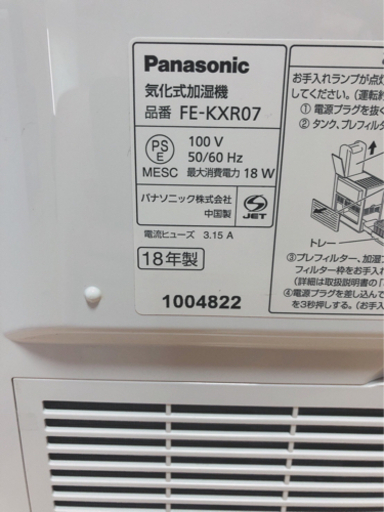 Panasonic
気化式加湿機
品番 FE-KXR07
PS
E
MESC
100 V
50/60 Hz
最大消費電力 18 W
パナソニック株式会社
中国製
S
JET
電流ヒューズ 3.15 A
18年製
1004822
お手入れランプが点灯
してください。(運転約
①電源プラグを抜く
②タンク、プレフィル
トレー
③プレフィルター、加湿フ
フィルター枠をお手入れ
(詳細は取扱説明書の「
④電源プラグを差し込んで
を3秒押しする。(お手入